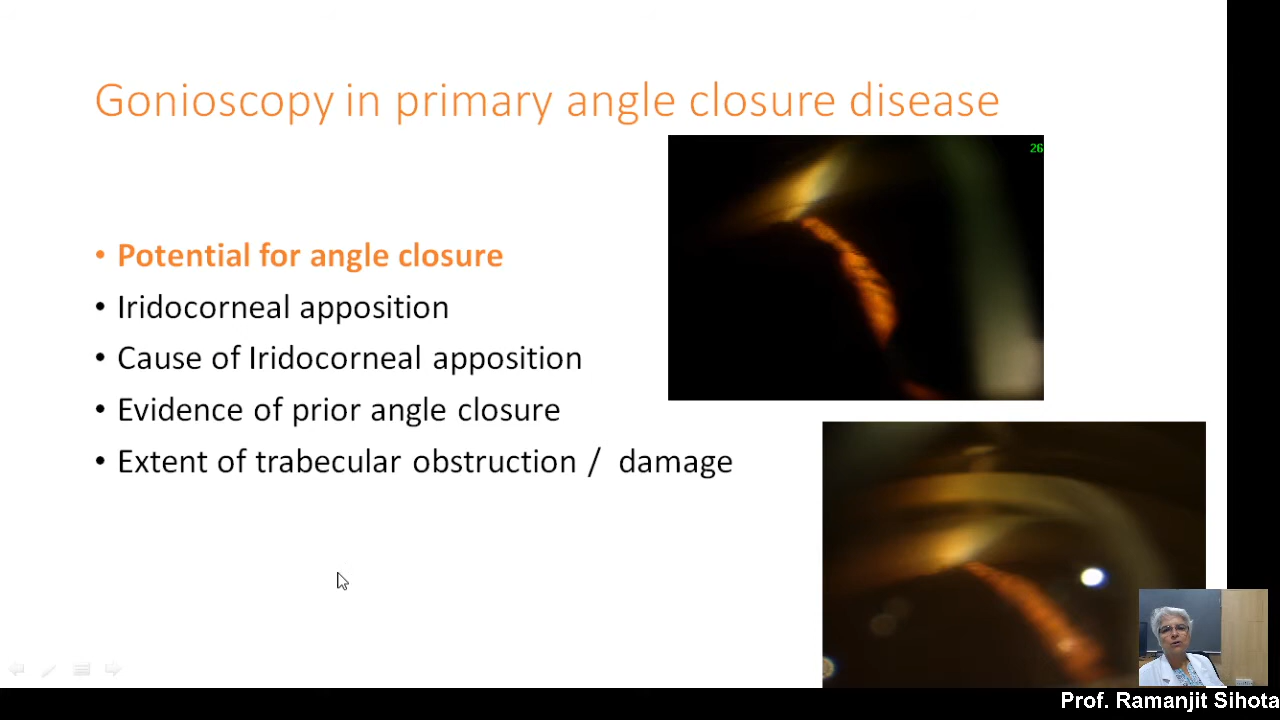 Gonioscopy in primary angle closure disease
26
• Potential for angle closure
• Iridocorneal apposition
• Cause of Iridocorneal apposition
• Evidence of prior angle closure
• Extent of trabecular obstruction / damage
Prof. Ramanjit Sihota